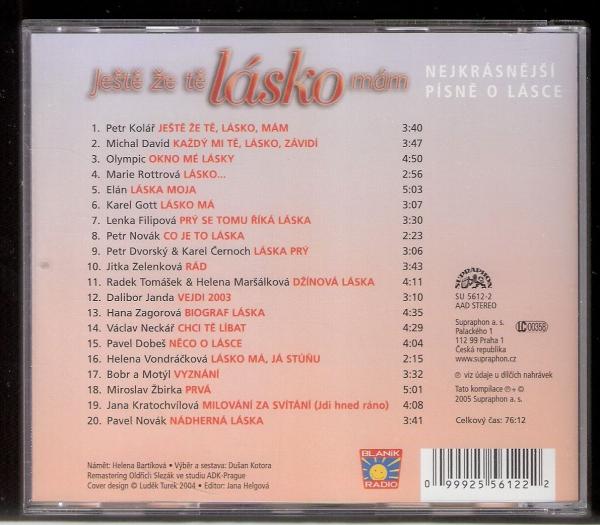 Ještě že tě lásko mám
NEJKRÁSNĚJŠÍ
PÍSNĚ O LÁSCE
1. Petr Kolář JEŠTĚ ŽE TĚ, LÁSKO, MÁM 3:40
2. Michal David KAŽDÝ MI TĚ, LÁSKO, ZÁVIDÍ 3:47
3. Olympic OKNO MÉ LÁSKY 4:50
4. Marie Rottrová LÁSKO... 2:56
5. Elán LÁSKA MOJA 5:03
6. Karel Gott LÁSKO MÁ 3:07
7. Lenka Filipová PRÝ SE TOMU ŘÍKÁ LÁSKA 3:30
8. Petr Novák CO JE TO LÁSKA 2:23
9. Petr Dvorský & Karel Černoch LÁSKA PRÝ 3:06
10. Jitka Zelenková RÁD 3:43
11. Radek Tomášek & Helena Maršálková DŽÍNOVÁ LÁSKA 4:11
12. Dalibor Janda VEJDI 2003 3:10
13. Hana Zagorová BIOGRAF LÁSKA 4:35
14. Václav Neckář CHCI TĚ LÍBAT 4:29
15. Pavel Dobeš NĚCO O LÁSCE 4:04
16. Helena Vondráčková LÁSKO MÁ, JÁ STŮŇU 2:15
17. Bobr a Motýl VYZNÁNÍ 3:32
18. Miroslav Žbirka PRVÁ 5:01
19. Jana Kratochvílová MILOVÁNÍ ZA SVÍTÁNÍ (Jdi hned ráno) 4:08
20. Pavel Novák NÁDHERNÁ LÁSKA 3:41
SUPRAPHON
SU 5612-2
AAD STEREO
Supraphon a. s.
Palackého 1
112 99 Praha 1
Česká republika
www.supraphon.cz
LC 00358
℗ viz údaje u dílčích nahrávek
Tato kompilace ℗ + ©
2005 Supraphon a. s.
Celkový čas: 76:12
Námět: Helena Bartíková • Výběr a sestava: Dušan Kotora
Remastering Oldřich Slezák ve studiu ADK-Prague
Cover design © Luděk Turek 2004 • Editor: Jana Helgová
BLANÍK
RADIO
0 99925 56122 2